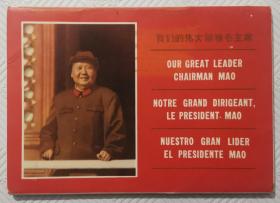 我们的伟大领袖毛主席
OUR GREAT LEADER
CHAIRMAN MAO
NOTRE GRAND DIRIGEANT,
LE PRESIDENT MAO
NUESTRO GRAN LIDER
EL PRESIDENTE MAO